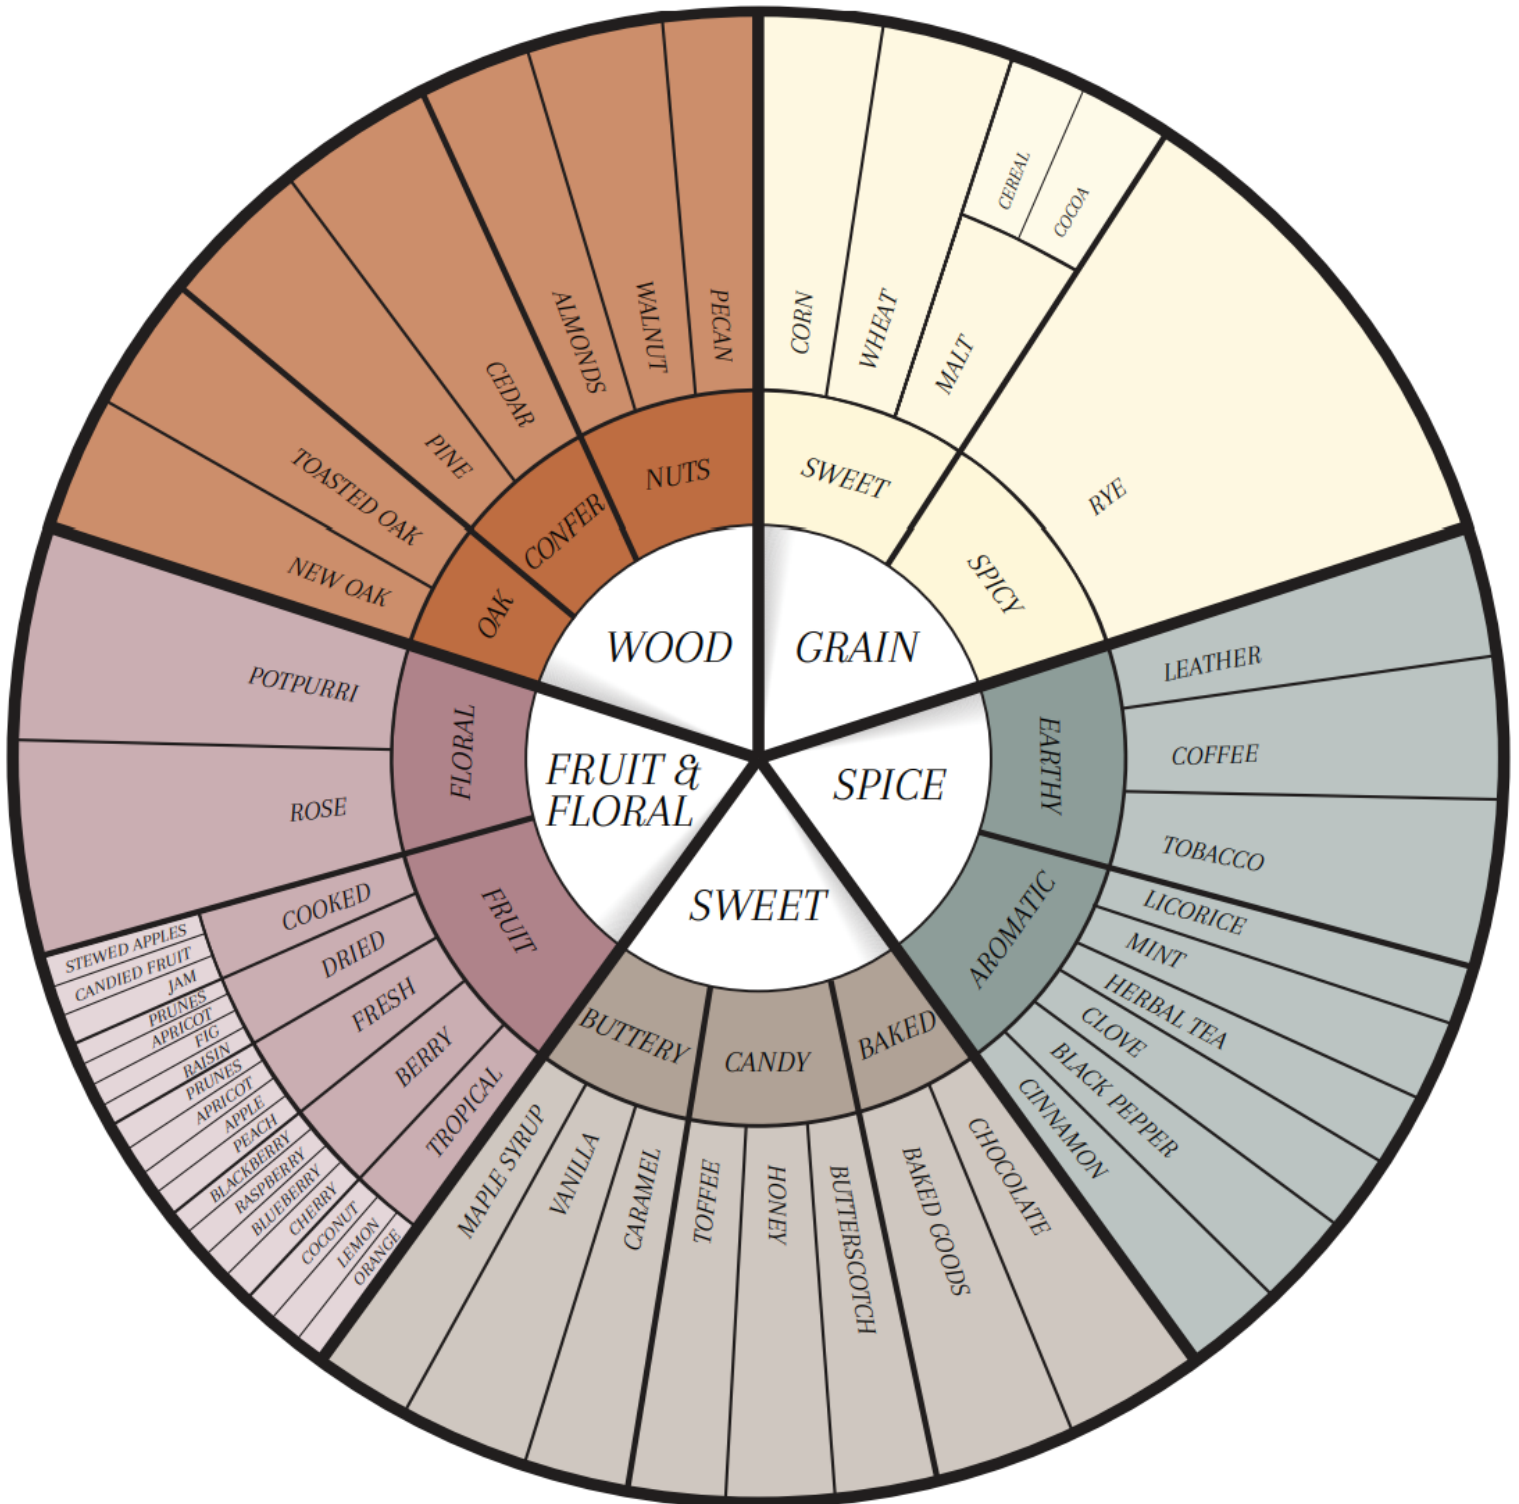 WOOD
GRAIN
SPICE
SWEET
FRUIT &
FLORAL
SWEET
SPICY
CORN
WHEAT
MALT
CEREAL
COCOA
RYE
EARTHY
AROMATIC
LEATHER
COFFEE
TOBACCO
LICORICE
MINT
HERBAL TEA
CLOVE
BLACK PEPPER
CINNAMON
BAKED
CANDY
BUTTERY
CHOCOLATE
BAKED GOODS
BUTTERSCOTCH
HONEY
TOFFEE
CARAMEL
VANILLA
MAPLE SYRUP
FRUIT
FLORAL
TROPICAL
BERRY
FRESH
DRIED
COOKED
ORANGE
LEMON
COCONUT
CHERRY
BLUEBERRY
RASPBERRY
BLACKBERRY
PEACH
APPLE
APRICOT
PRUNES
RAISIN
FIG
APRICOT
PRUNES
JAM
CANDIED FRUIT
STEWED APPLES
ROSE
POTPURRI
OAK
CONFER
NUTS
NEW OAK
TOASTED OAK
PINE
CEDAR
ALMONDS
WALNUT
PECAN